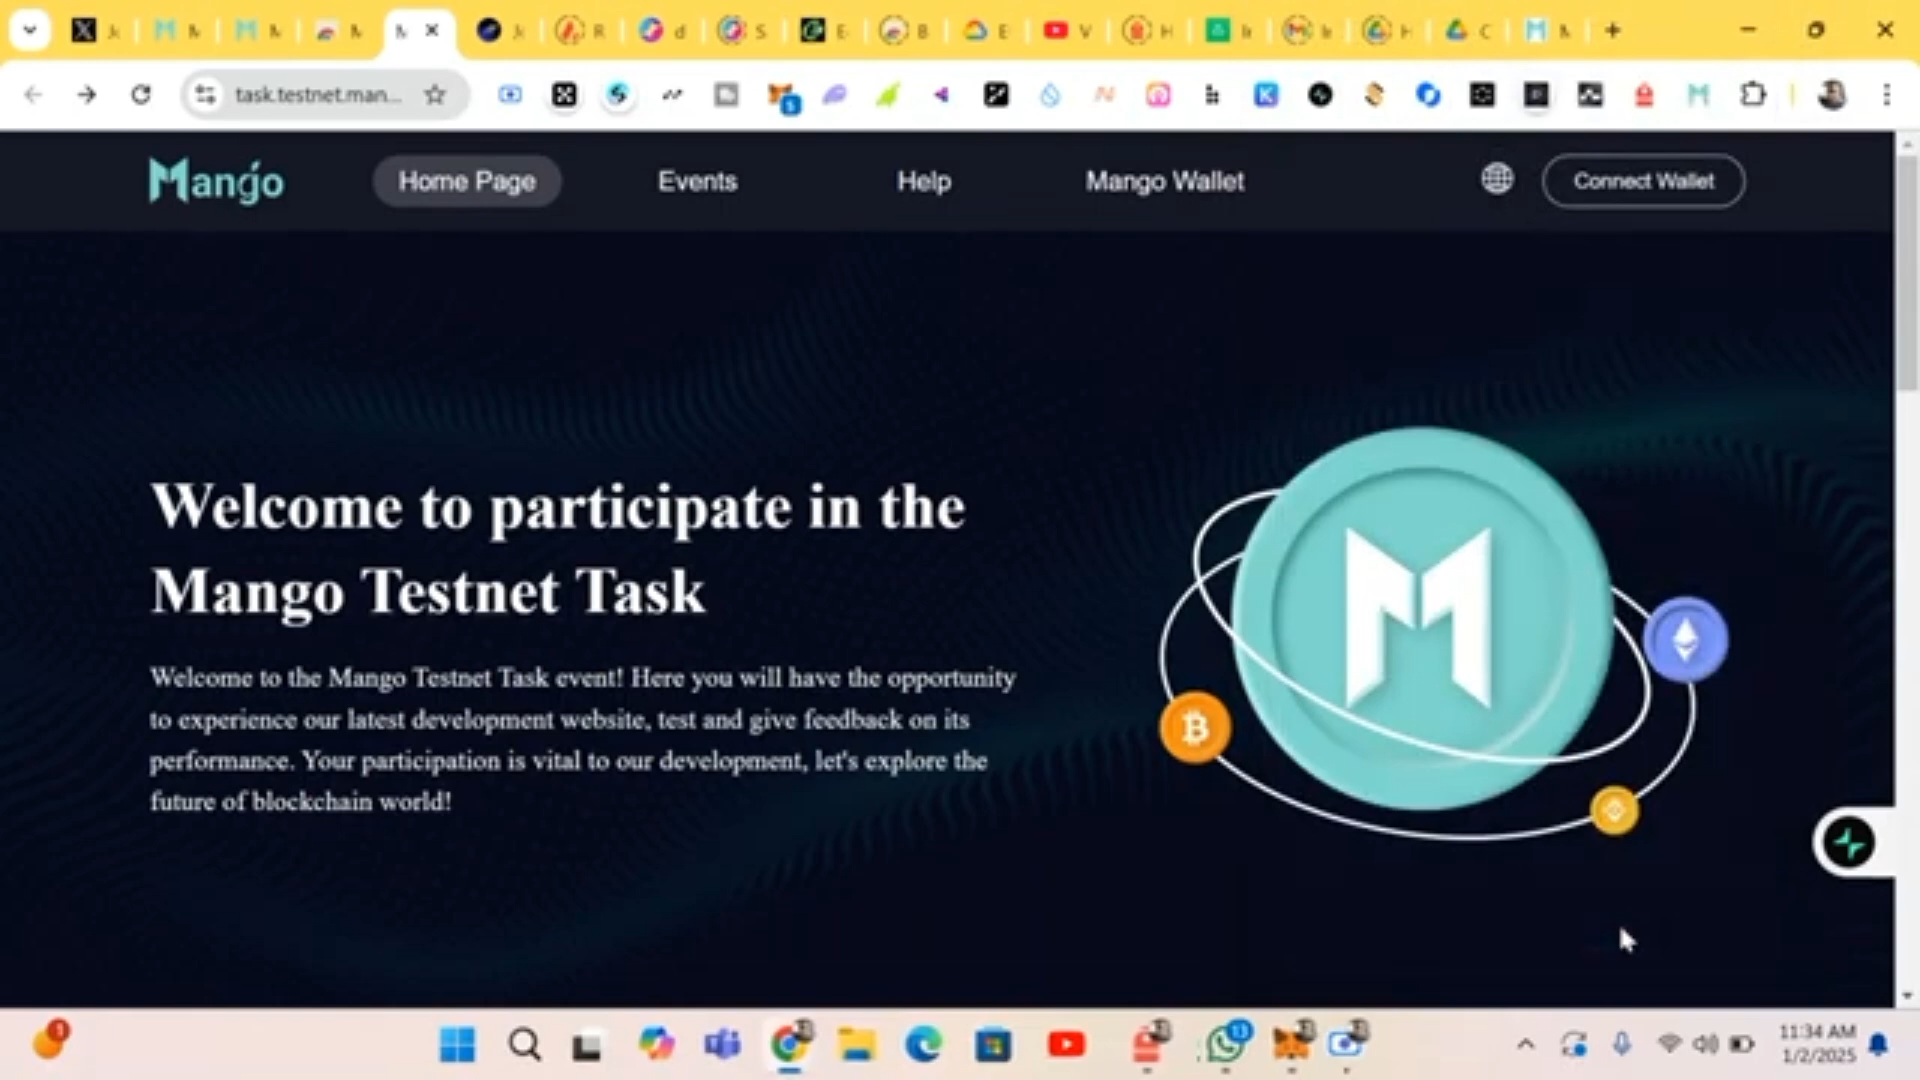 task.testnet.man...
Mango
Home Page
Events
Help
Mango Wallet
Connect Wallet
Welcome to participate in the
Mango Testnet Task
Welcome to the Mango Testnet Task event! Here you will have the opportunity
to experience our latest development website, test and give feedback on its
performance. Your participation is vital to our development, let's explore the
future of blockchain world!
11:34 AM
1/2/2025
13
1